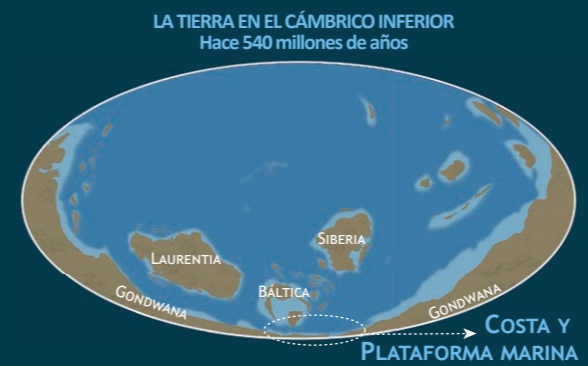 LA TIERRA EN EL CÁMBRICO INFERIOR
Hace 540 millones de años
SIBERIA
LAURENTIA
BÁLTICA
GONDWANA
GONDWANA
COSTA Y
PLATAFORMA MARINA